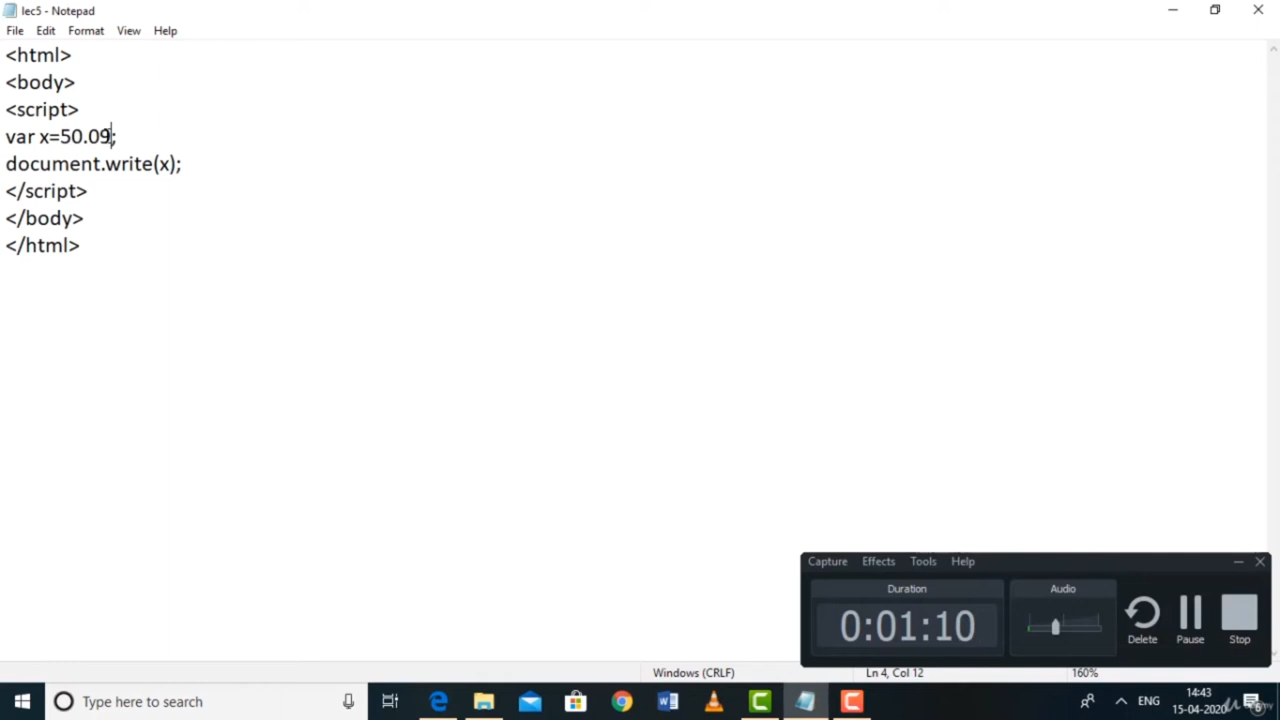 lec5 - Notepad
File Edit Format View Help
<html>
<body>
<script>
var x=50.09;
document.write(x);
</script>
</body>
</html>
Capture Effects Tools Help
Duration Audio
0:01:10
Delete Pause Stop
Windows (CRLF) Ln 4, Col 12 160%
Type here to search
ENG
14:43
15-04-2020
6